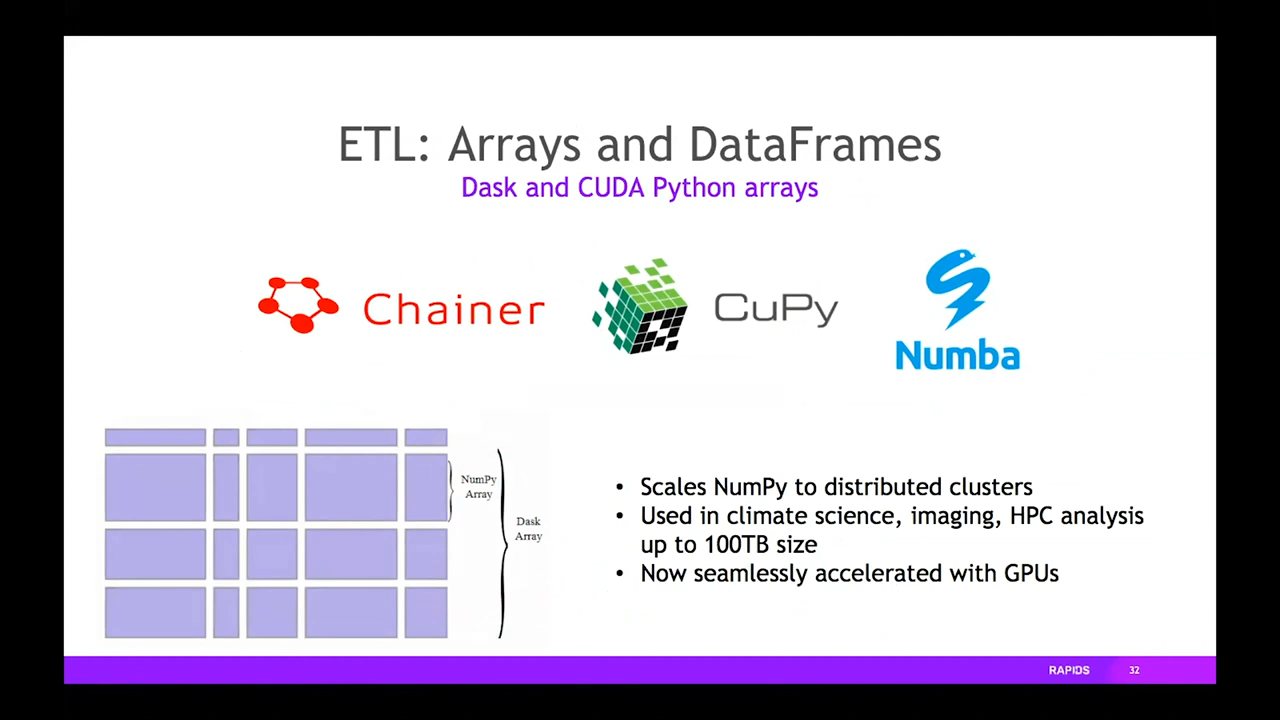 ETL: Arrays and DataFrames
Dask and CUDA Python arrays
Chainer
CuPy
Numba
NumPy
Array
Dask
Array
• Scales NumPy to distributed clusters
• Used in climate science, imaging, HPC analysis
up to 100TB size
• Now seamlessly accelerated with GPUs
RAPIDS
32